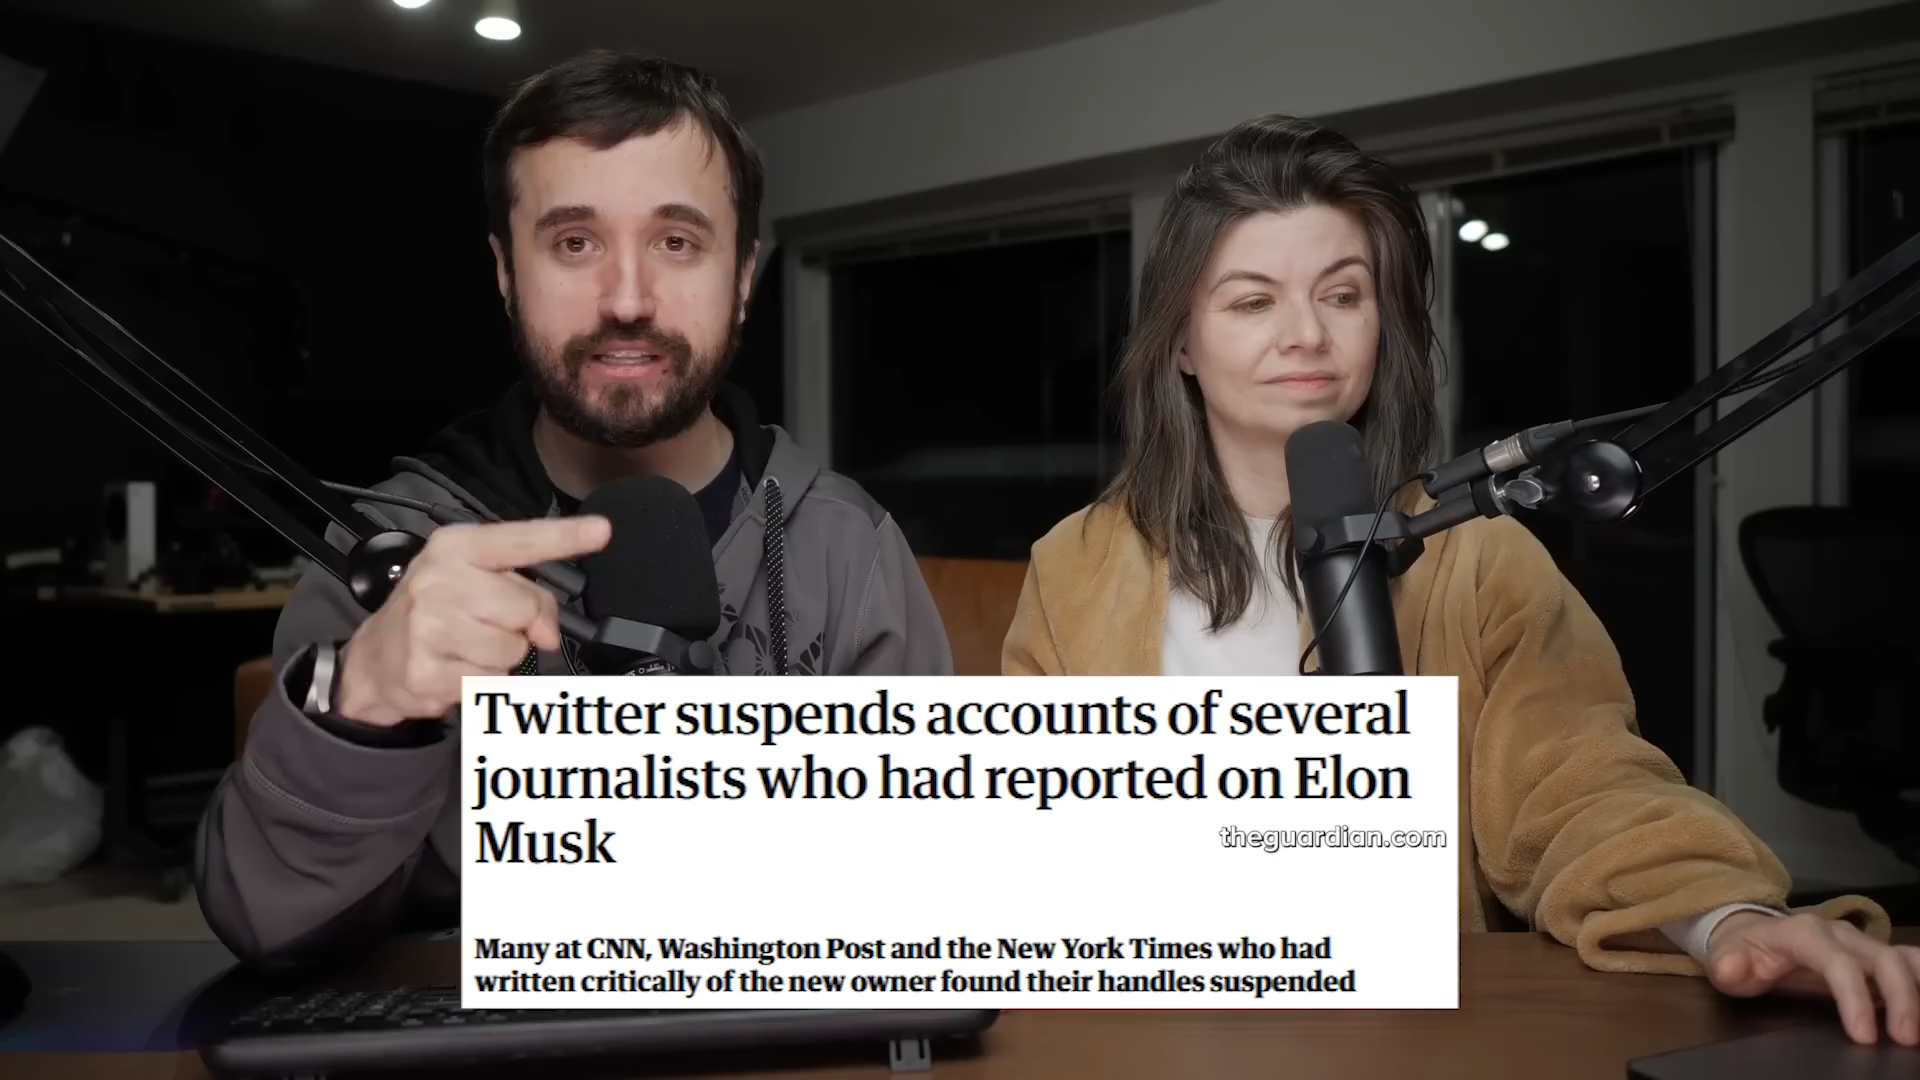 Twitter suspends accounts of several
journalists who had reported on Elon
Musk
theguardian.com
Many at CNN, Washington Post and the New York Times who had
written critically of the new owner found their handles suspended